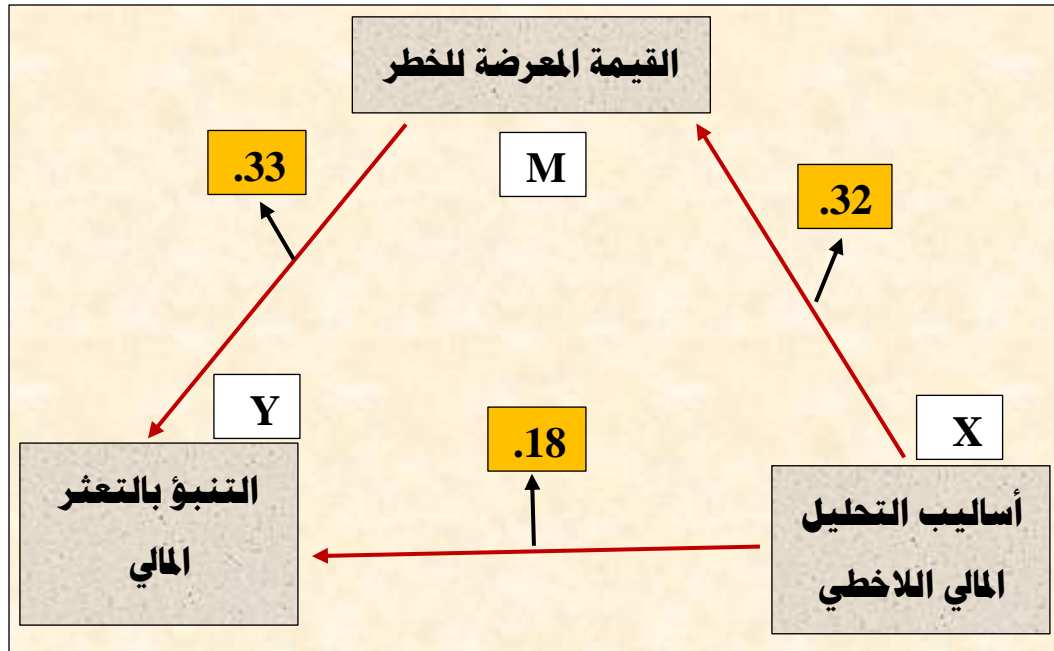 القيمة المعرضة للخطر
M
.33
.32
Y
X
.18
التنبؤ بالتعثر
المالي
أساليب التحليل
المالي اللاخطي